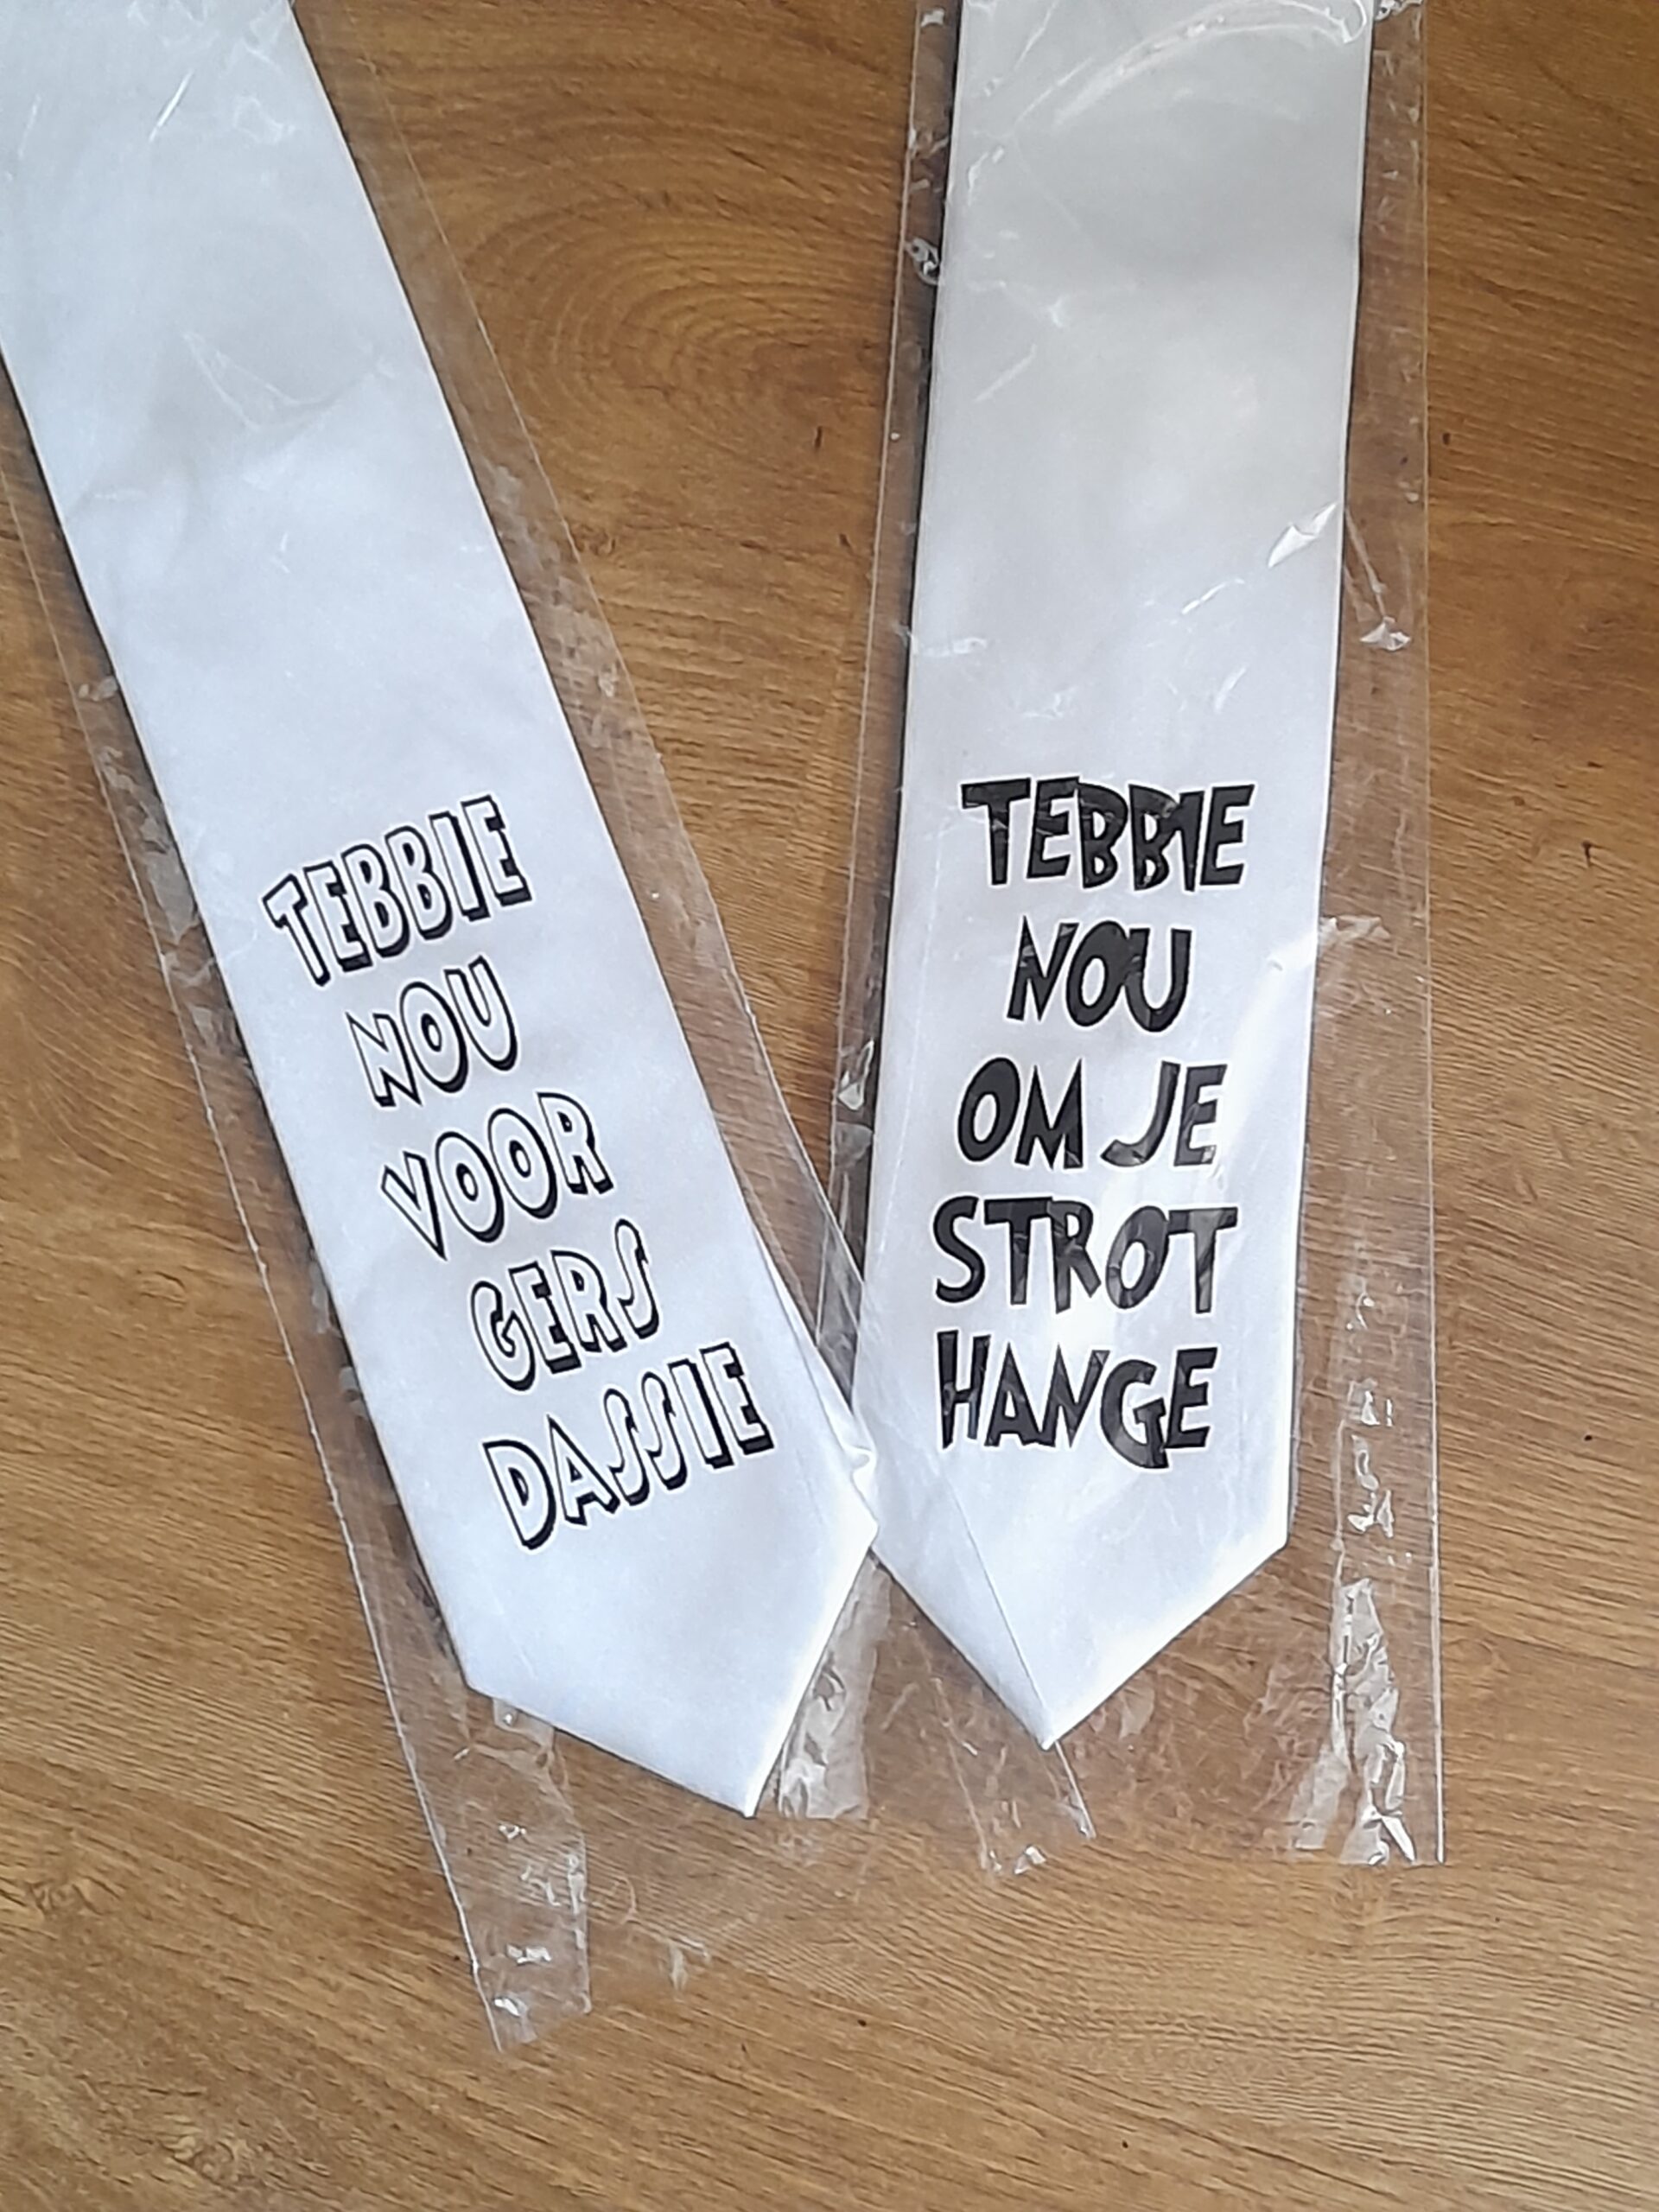 TEBBIE
NOU
VOOR
GERS
DASSIE
TEBBIE
NOU
OM JE
STROT
HANGE